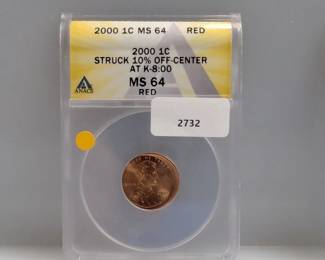 2000 1C MS 64 RED
2000 1C
STRUCK 10% OFF-CENTER
AT K-8:00
MS 64
RED
ANACS
2732